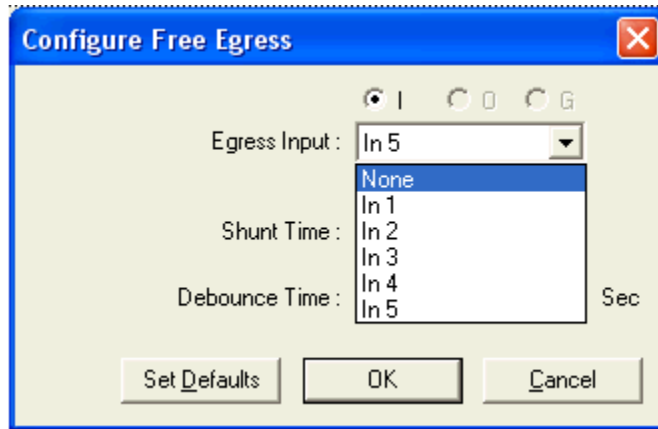 Configure Free Egress
I O G
Egress Input : In 5
None
In 1
Shunt Time : In 2
In 3
In 4
Debounce Time : In 5 Sec
Set Defaults OK Cancel